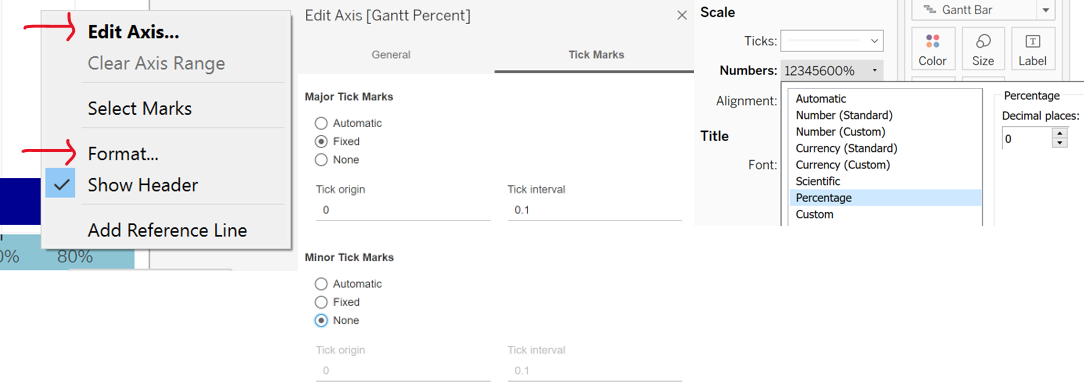 Edit Axis...
Clear Axis Range
Select Marks
Format...
Show Header
Add Reference Line
0%
80%
Edit Axis [Gantt Percent]
General
Tick Marks
Major Tick Marks
Automatic
Fixed
None
Tick origin
Tick interval
0
0.1
Minor Tick Marks
Automatic
Fixed
None
Tick origin
Tick interval
0
0.1
Scale
Ticks:
Numbers:
12345600%
Alignment:
Title
Font:
Automatic
Number (Standard)
Number (Custom)
Currency (Standard)
Currency (Custom)
Scientific
Percentage
Custom
Gantt Bar
Color
Size
Label
Percentage
Decimal places:
0